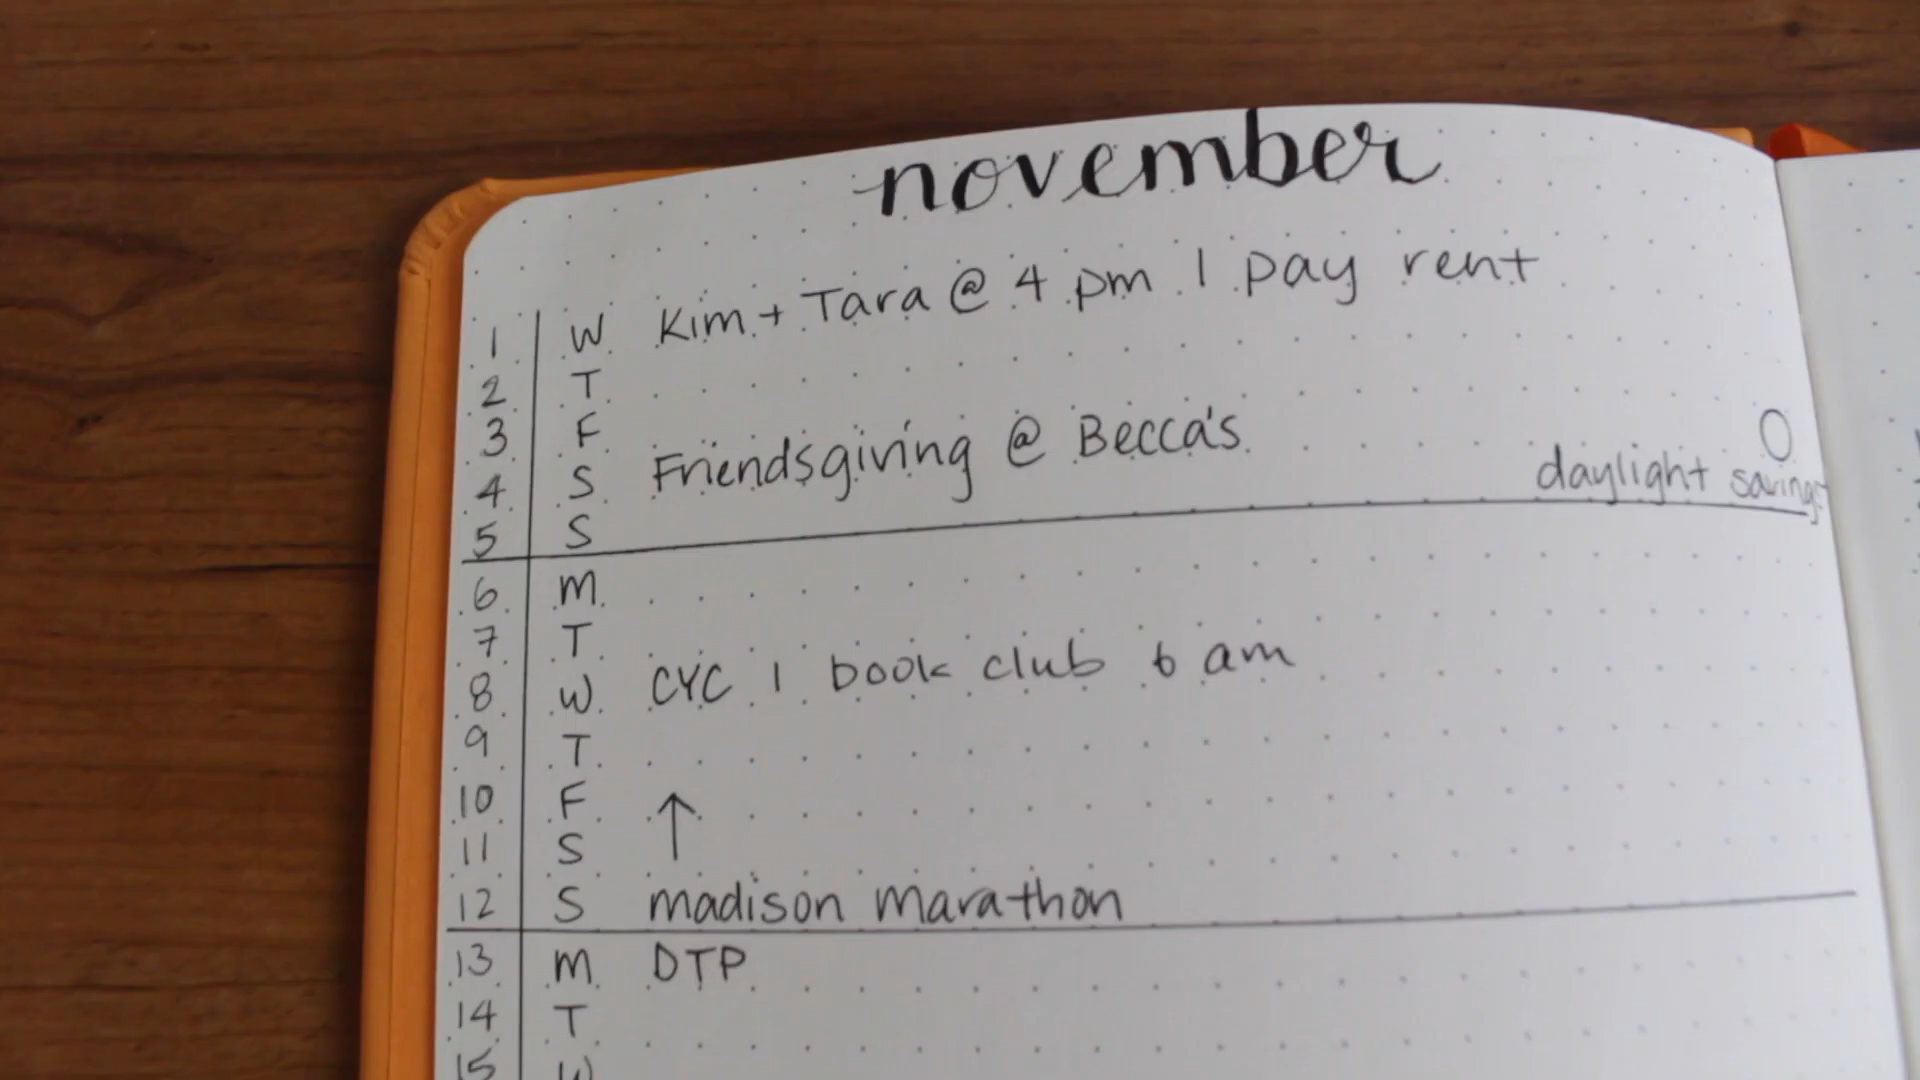 november
1 W Kim + Tara @ 4 pm | pay rent
2 T
3 F
4 S Friendsgiving @ Becca's
5 S daylight savings
6 M
7 T
8 W CYC | book club 6 am
9 T
10 F ↑
11 S
12 S madison marathon
13 M DTP
14 T
15 W